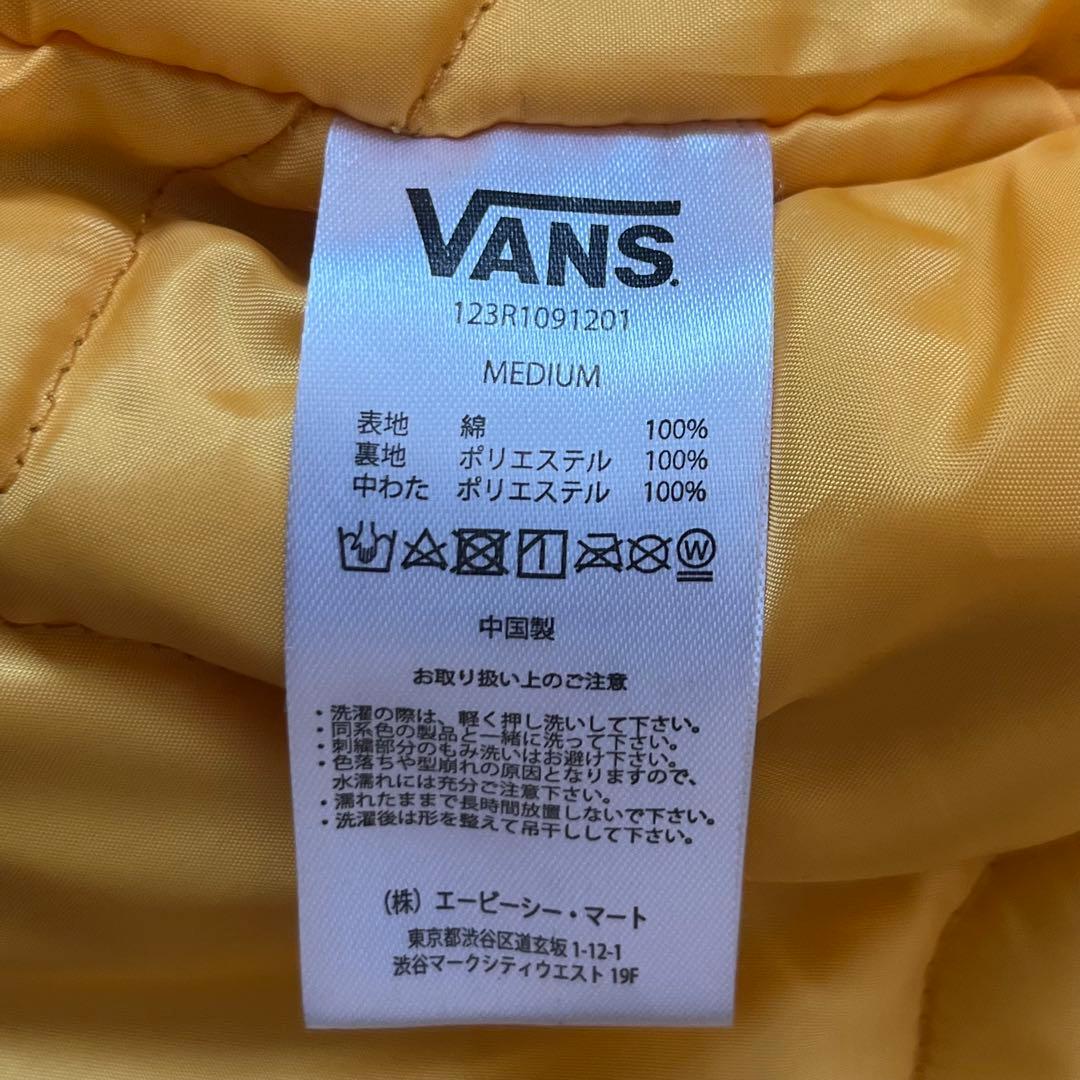 VANS
123R1091201
MEDIUM
表地 綿 100%
裏地 ポリエステル 100%
中わた ポリエステル 100%
W
中国製
お取り扱い上のご注意
・洗濯の際は、軽く押し洗いして下さい。
・同系色の製品と一緒に洗って下さい。
・刺繍部分のもみ洗いはお避け下さい。
・色落ちや型崩れの原因となりますので、
水濡れには充分ご注意下さい。
・濡れたままで長時間放置しないで下さい。
・洗濯後は形を整えて吊干しして下さい。
(株) エービーシー・マート
東京都渋谷区道玄坂 1-12-1
渋谷マークシティウエスト 19F